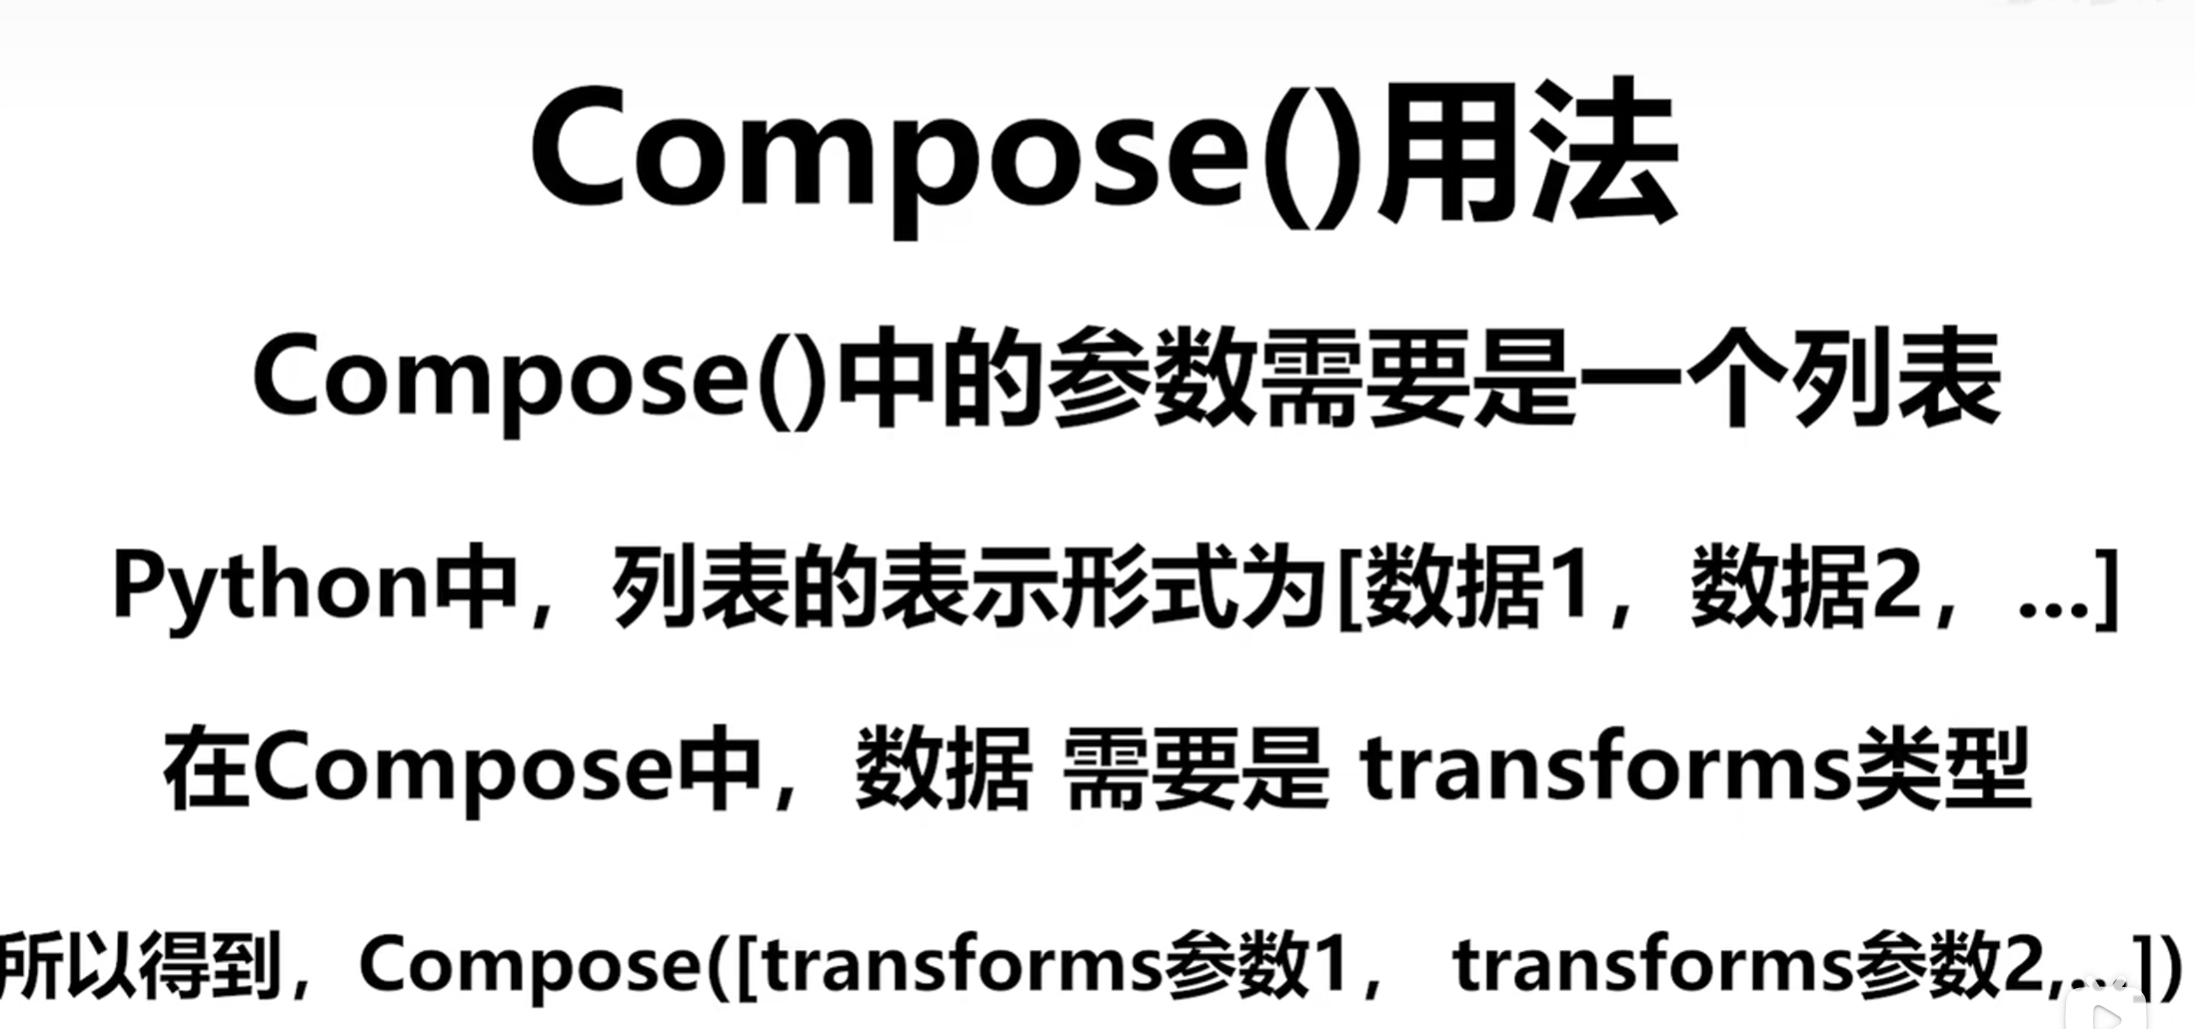 Compose()用法
Compose()中的参数需要是一个列表
Python中，列表的表示形式为[数据1，数据2，...]
在Compose中，数据 需要是 transforms类型
所以得到，Compose([transforms参数1， transforms参数2,...])